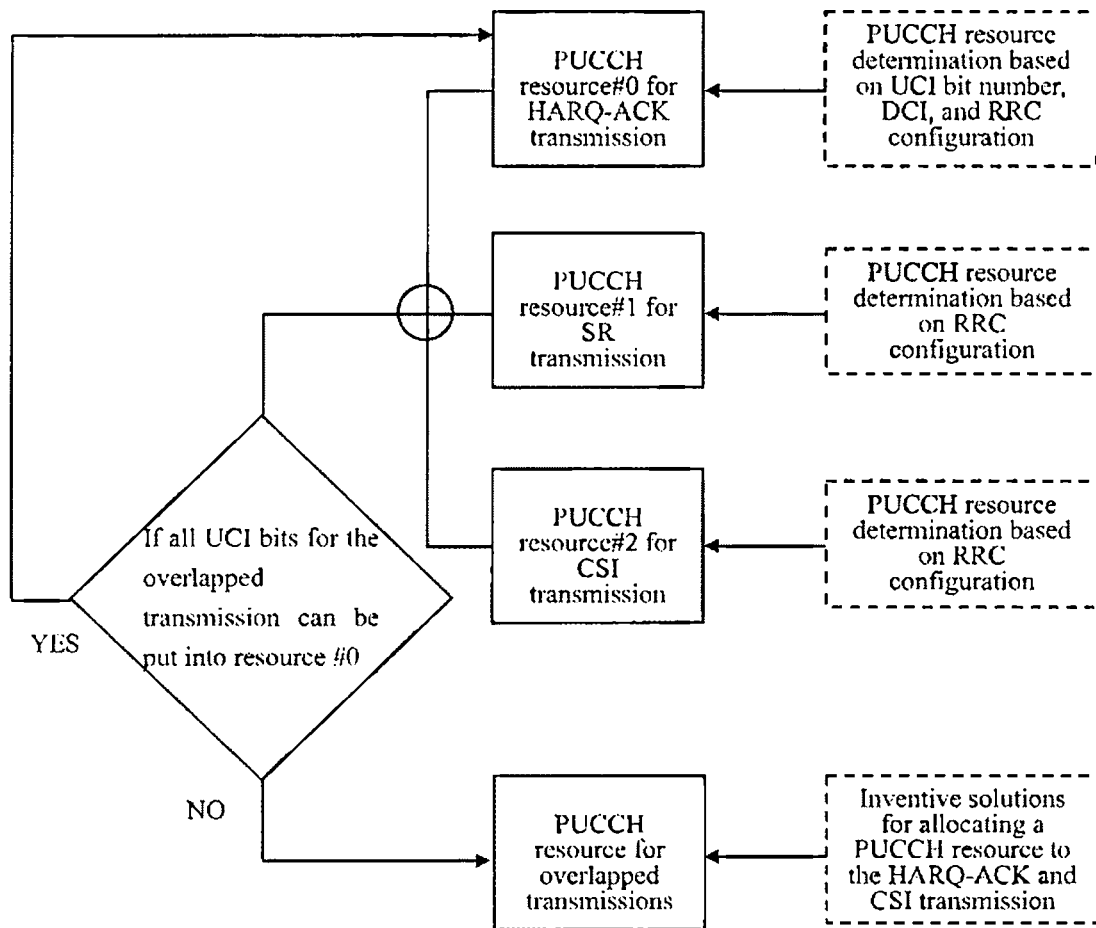 PUCCH
resource#0 for
HARQ-ACK
transmission
PUCCH resource
determination based
on UCI bit number,
DCI, and RRC
configuration
PUCCH
resource#1 for
SR
transmission
PUCCH resource
determination based
on RRC
configuration
If all UCI bits for the
overlapped
transmission can be
put into resource #0
YES
NO
PUCCH
resource#2 for
CSI
transmission
PUCCH resource
determination based
on RRC
configuration
PUCCH
resource for
overlapped
transmissions
Inventive solutions
for allocating a
PUCCH resource to
the HARQ-ACK and
CSI transmission